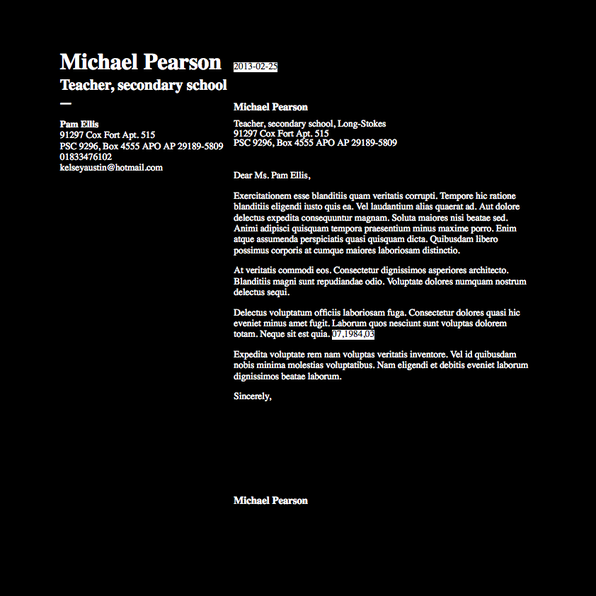 Michael Pearson
Teacher, secondary school
—
Pam Ellis
91297 Cox Fort Apt. 515
PSC 9296, Box 4555 APO AP 29189-5809
01833476102
kelseyaustin@hotmail.com
2013-02-25
Michael Pearson
Teacher, secondary school, Long-Stokes
91297 Cox Fort Apt. 515
PSC 9296, Box 4555 APO AP 29189-5809
Dear Ms. Pam Ellis,
Exercitationem esse blanditiis quam veritatis corrupti. Tempore hic ratione
blanditiis eligendi iusto quis ea. Vel laudantium alias quaerat ad. Aut dolore
delectus expedita consequuntur magnam. Soluta maiores nisi beatae sed.
Animi adipisci quisquam tempora praesentium minus maxime porro. Enim
atque assumenda perspiciatis quasi quisquam dicta. Quibusdam libero
possimus corporis at cumque maiores laboriosam distinctio.
At veritatis commodi eos. Consectetur dignissimos asperiores architecto.
Blanditiis magni sunt repudiandae odio. Voluptate dolores numquam nostrum
delectus sequi.
Delectus voluptatum officiis laboriosam fuga. Consectetur dolores quasi hic
eveniet minus amet fugit. Laborum quos nesciunt sunt voluptas dolorem
totam. Neque sit est quia. 07.1984.03
Expedita voluptate rem nam voluptas veritatis inventore. Vel id quibusdam
nobis minima molestias voluptatibus. Nam eligendi et debitis eveniet laborum
dignissimos beatae laborum.
Sincerely,
Michael Pearson